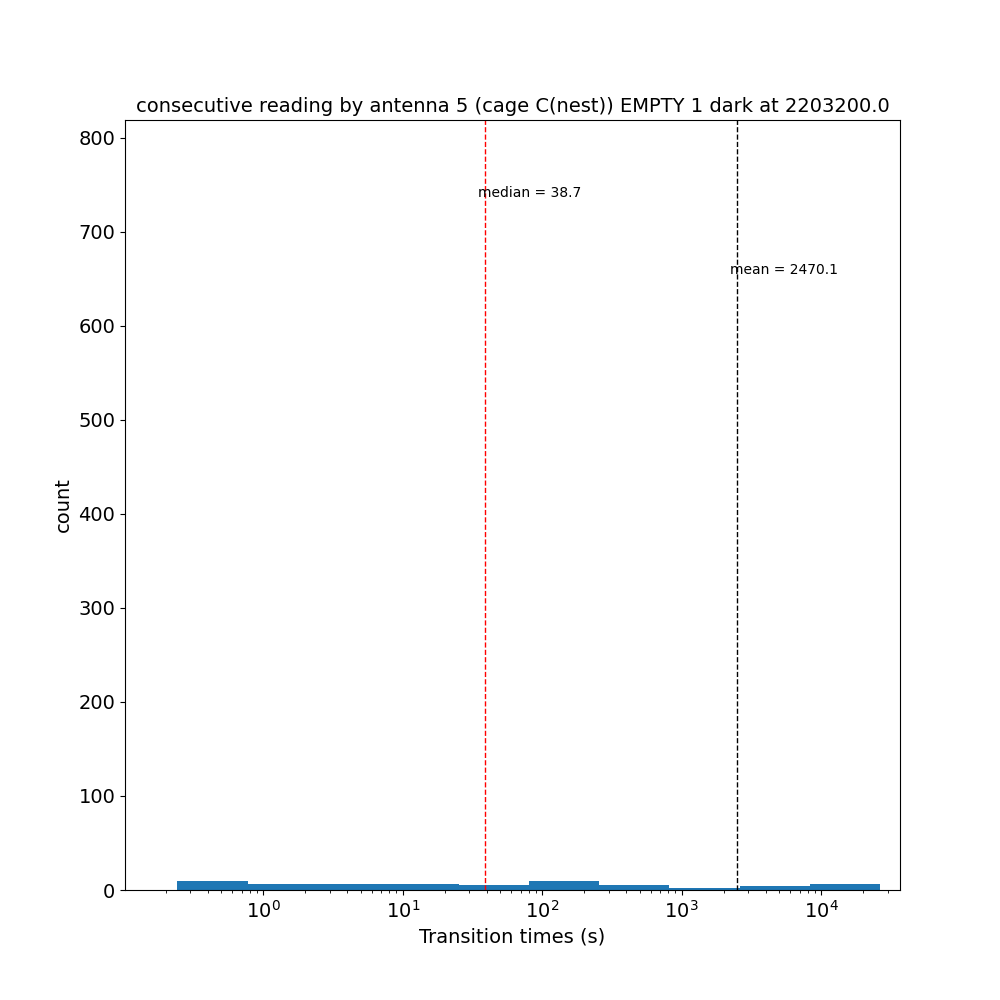 consecutive reading by antenna 5 (cage C(nest)) EMPTY 1 dark at 2203200.0
800
median = 38.7
700
mean = 2470.1
600
500
count
400
300
200
100
0
10⁰ 10¹ 10² 10³ 10⁴
Transition times (s)